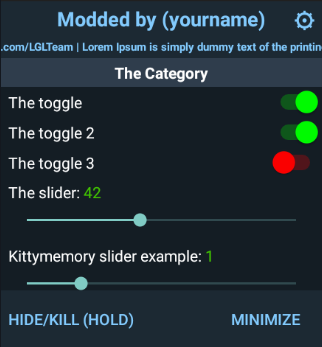 Modded by (yourname)
.com/LGLTeam | Lorem Ipsum is simply dummy text of the printin
The Category
The toggle
The toggle 2
The toggle 3
The slider: 42
Kittymemory slider example: 1
HIDE/KILL (HOLD) MINIMIZE